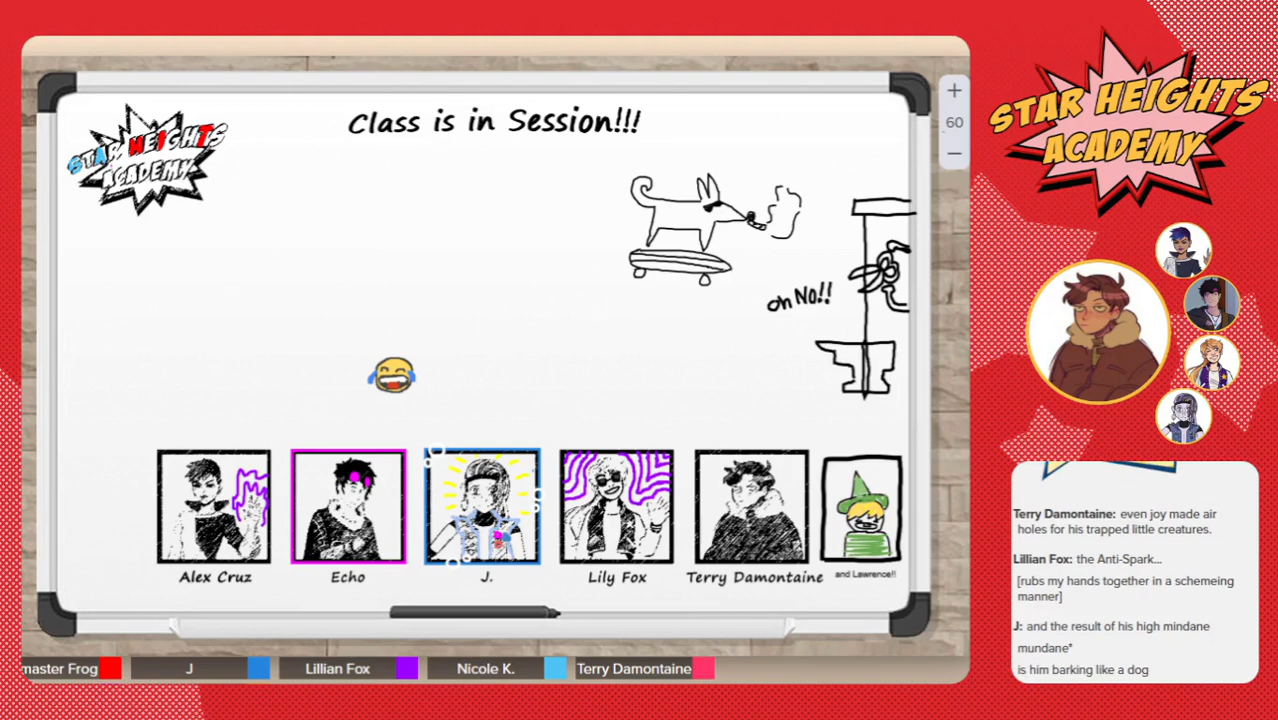 Class is in Session!!!
STAR HEIGHTS
ACADEMY
oh No!!
Alex Cruz
Echo
J.
Lily Fox
Terry Damontaine
and Lawrence!!
master Frog
J
Lillian Fox
Nicole K.
Terry Damontaine
+
60
−
STAR HEIGHTS
ACADEMY
Terry Damontaine: even joy made air
holes for his trapped little creatures.
Lillian Fox: the Anti-Spark...
[rubs my hands together in a schemeing
manner]
J: and the result of his high mindane
mundane*
is him barking like a dog